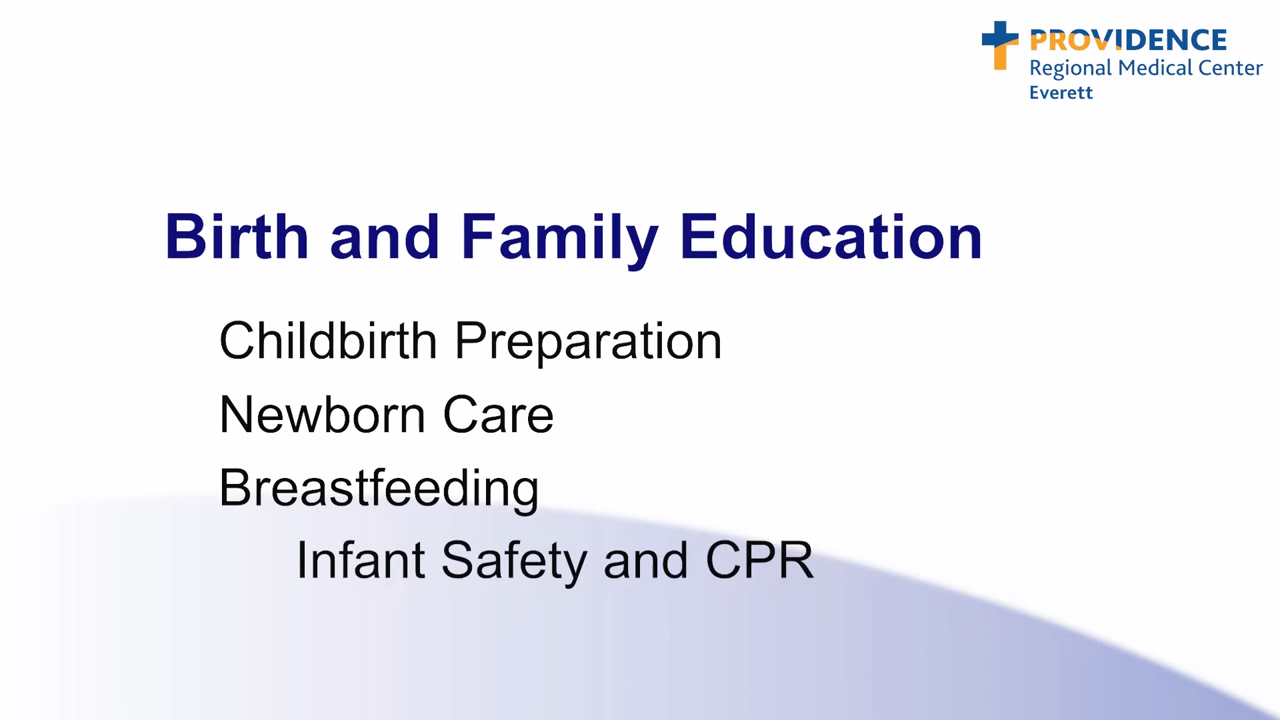 PROVIDENCE
Regional Medical Center
Everett
Birth and Family Education
Childbirth Preparation
Newborn Care
Breastfeeding
Infant Safety and CPR